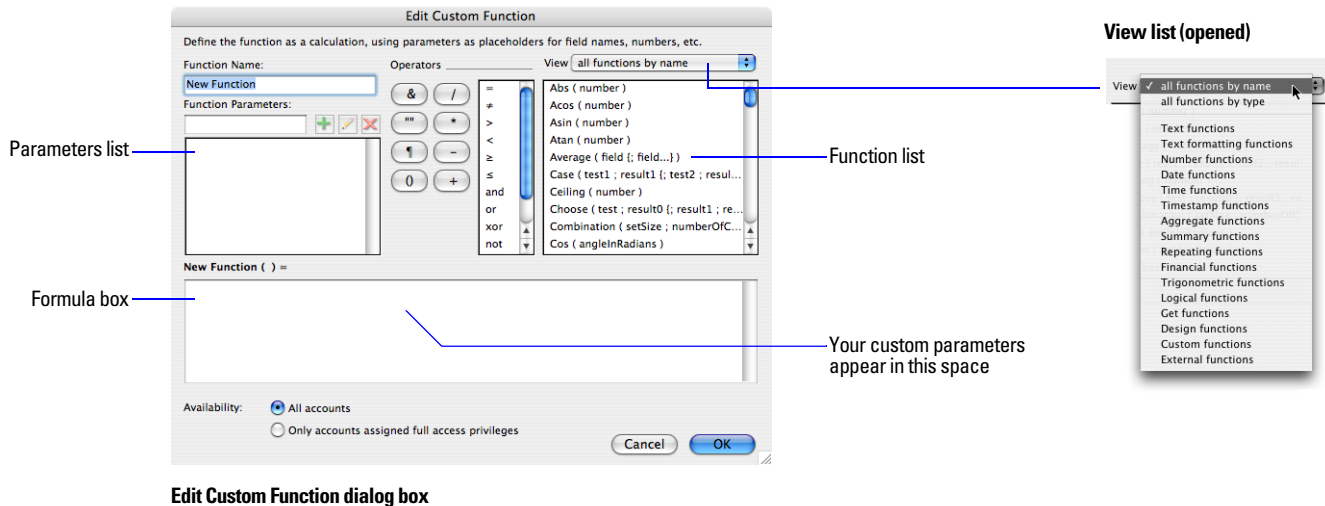 Edit Custom Function
Define the function as a calculation, using parameters as placeholders for field names, numbers, etc.
Function Name:
New Function
Function Parameters:
Operators
& /
"" *
¶ -
() +
=
≠
>
<
≥
≤
and
or
xor
not
View all functions by name
Abs ( number )
Acos ( number )
Asin ( number )
Atan ( number )
Average ( field {; field...} )
Case ( test1 ; result1 {; test2 ; resul...
Ceiling ( number )
Choose ( test ; result0 {; result1 ; re...
Combination ( setSize ; numberOfC...
Cos ( angleInRadians )
New Function ( ) =
Availability:
All accounts
Only accounts assigned full access privileges
Cancel
OK
Parameters list
Formula box
Function list
Your custom parameters
appear in this space
Edit Custom Function dialog box
View list (opened)
View ✓ all functions by name
all functions by type
Text functions
Text formatting functions
Number functions
Date functions
Time functions
Timestamp functions
Aggregate functions
Summary functions
Repeating functions
Financial functions
Trigonometric functions
Logical functions
Get functions
Design functions
Custom functions
External functions